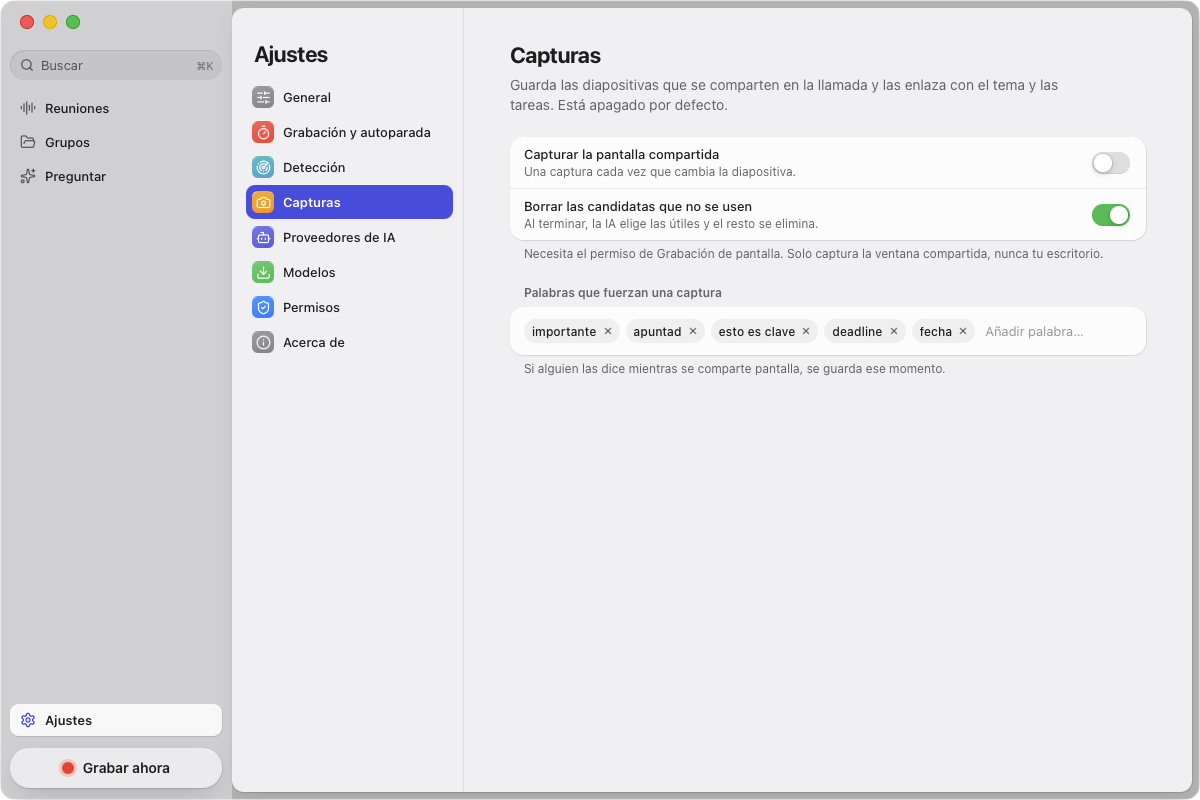 Buscar ⌘K
Reuniones
Grupos
Preguntar
Ajustes
Grabar ahora
Ajustes
General
Grabación y autoparada
Detección
Capturas
Proveedores de IA
Modelos
Permisos
Acerca de
Capturas
Guarda las diapositivas que se comparten en la llamada y las enlaza con el tema y las
tareas. Está apagado por defecto.
Capturar la pantalla compartida
Una captura cada vez que cambia la diapositiva.
Borrar las candidatas que no se usen
Al terminar, la IA elige las útiles y el resto se elimina.
Necesita el permiso de Grabación de pantalla. Solo captura la ventana compartida, nunca tu escritorio.
Palabras que fuerzan una captura
importante × apuntad × esto es clave × deadline × fecha × Añadir palabra...
Si alguien las dice mientras se comparte pantalla, se guarda ese momento.